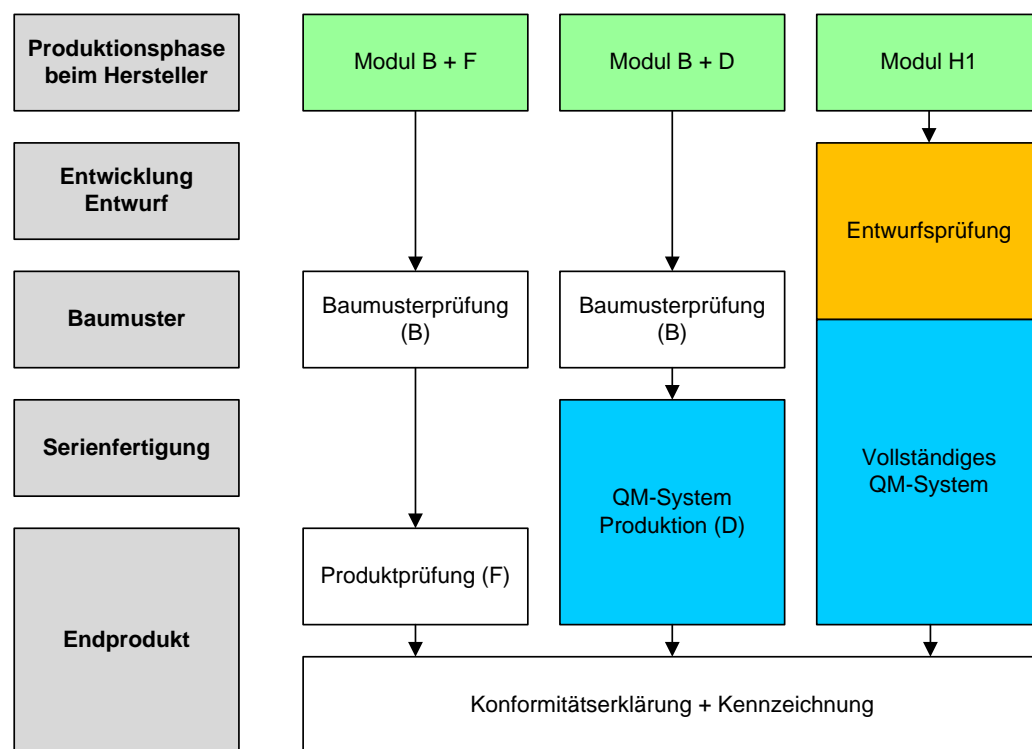 Produktionsphase
beim Hersteller
Modul B + F
Modul B + D
Modul H1
Entwicklung
Entwurf
Entwurfsprüfung
Baumuster
Baumusterprüfung
(B)
Baumusterprüfung
(B)
Serienfertigung
Vollständiges
QM-System
QM-System
Produktion (D)
Produktprüfung (F)
Endprodukt
Konformitätserklärung + Kennzeichnung